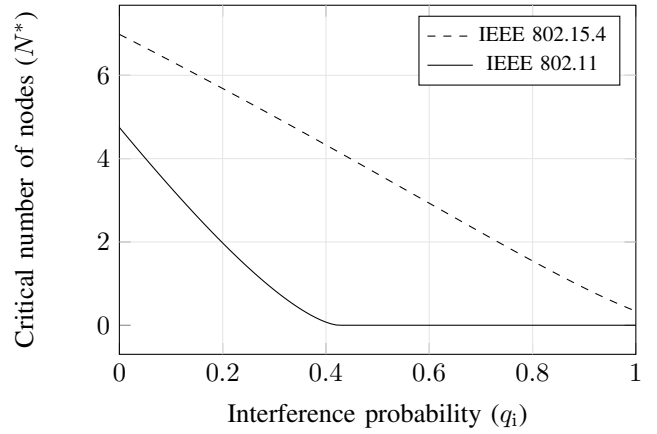 IEEE 802.15.4
IEEE 802.11
6
4
2
0
0 0.2 0.4 0.6 0.8 1
Critical number of nodes (N*)
Interference probability (qi)